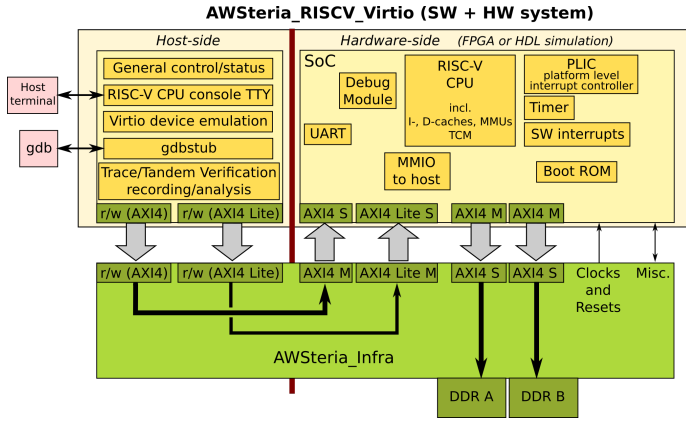 AWSteria_RISCV_Virtio (SW + HW system)
Host-side
Hardware-side (FPGA or HDL simulation)
General control/status
RISC-V CPU console TTY
Virtio device emulation
gdbstub
Trace/Tandem Verification
recording/analysis
Host
terminal
gdb
SoC
Debug
Module
UART
MMIO
to host
RISC-V
CPU
incl.
I-, D-caches, MMUs
TCM
PLIC
platform level
interrupt controller
Timer
SW interrupts
Boot ROM
r/w (AXI4)
r/w (AXI4 Lite)
AXI4 S
AXI4 Lite S
AXI4 M
AXI4 M
r/w (AXI4)
r/w (AXI4 Lite)
AXI4 M
AXI4 Lite M
AXI4 S
AXI4 S
Clocks
and
Resets
Misc.
AWSteria_Infra
DDR A
DDR B